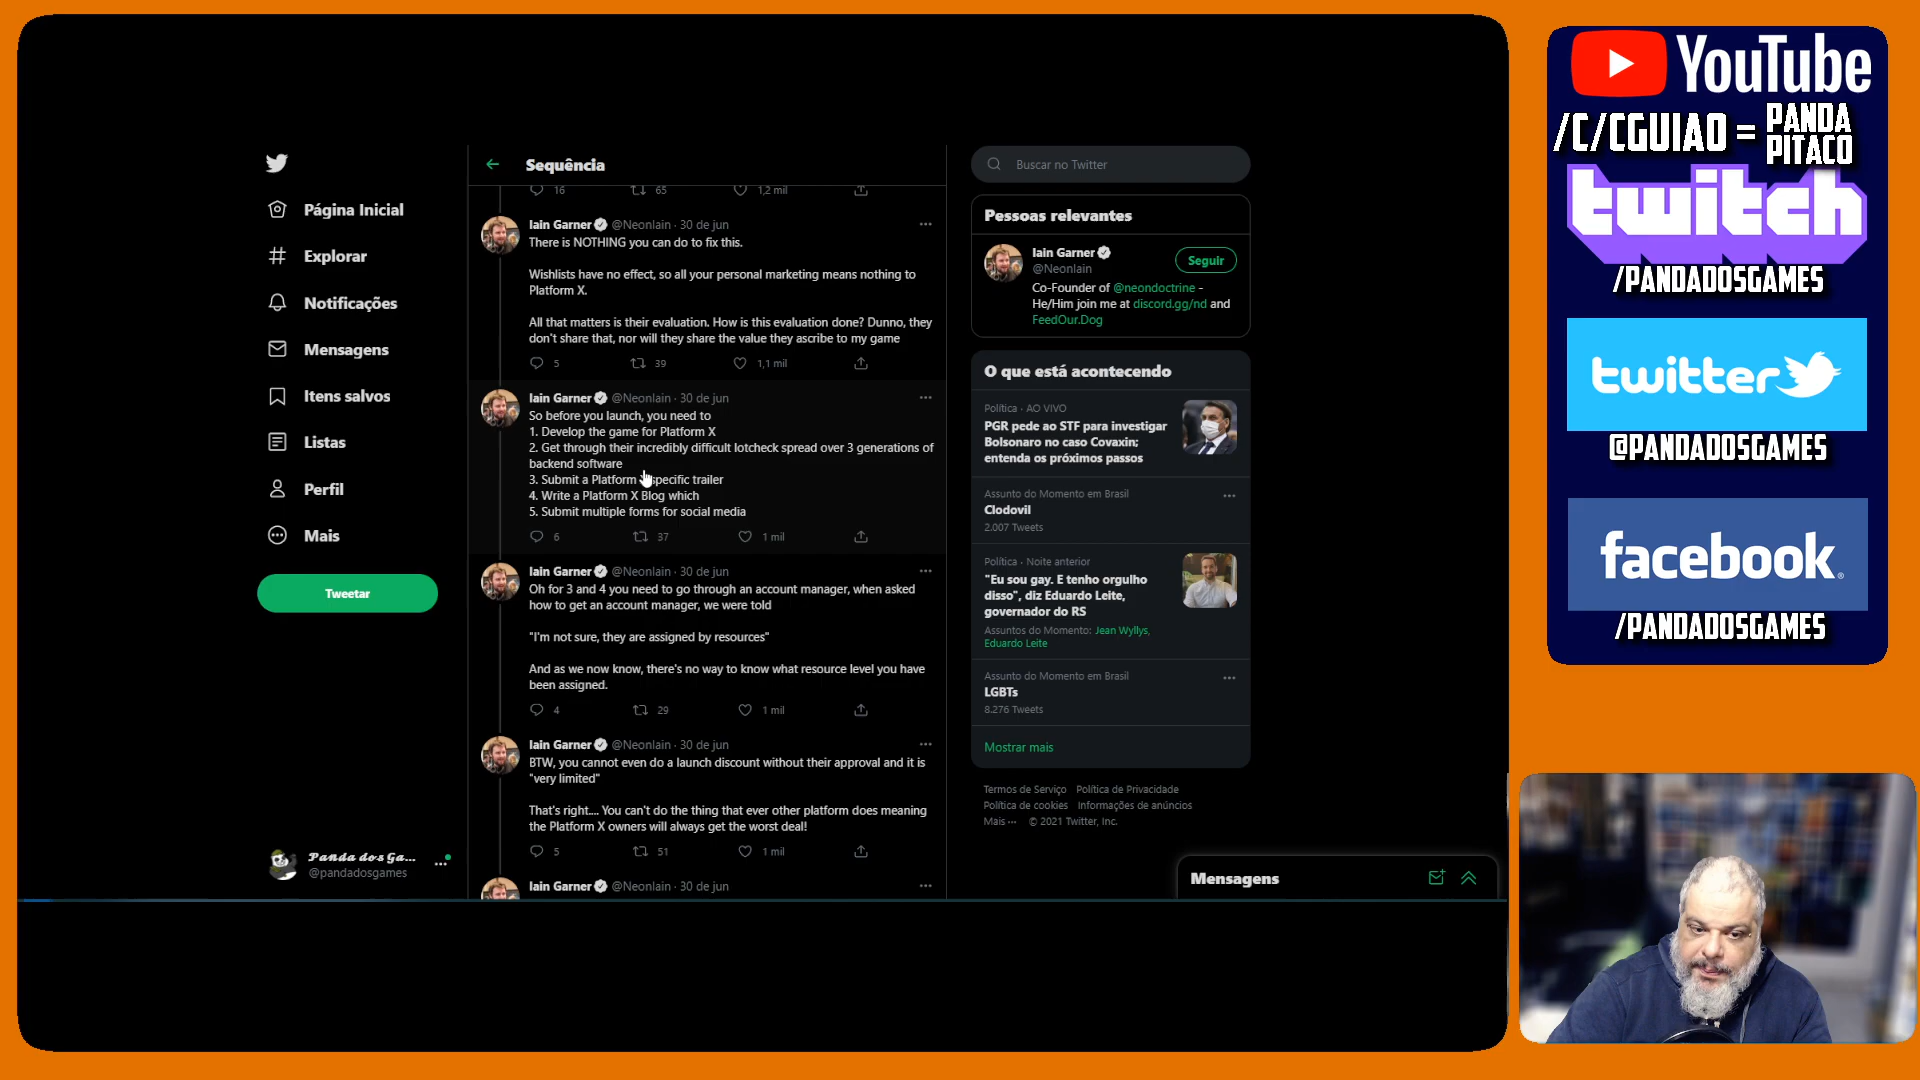 Página Inicial
Explorar
Notificações
Mensagens
Itens salvos
Listas
Perfil
Mais
Tweetar
Panda dos Ga...
@pandadosgames
Sequência
16 65 1,2 mil
Iain Garner @NeonIain · 30 de jun
There is NOTHING you can do to fix this.
Wishlists have no effect, so all your personal marketing means nothing to
Platform X.
All that matters is their evaluation. How is this evaluation done? Dunno, they
don't share that, nor will they share the value they ascribe to my game
5 39 1,1 mil
Iain Garner @NeonIain · 30 de jun
So before you launch, you need to
1. Develop the game for Platform X
2. Get through their incredibly difficult lotcheck spread over 3 generations of
backend software
3. Submit a Platform specific trailer
4. Write a Platform X Blog which
5. Submit multiple forms for social media
6 37 1 mil
Iain Garner @NeonIain · 30 de jun
Oh for 3 and 4 you need to go through an account manager, when asked
how to get an account manager, we were told
"I'm not sure, they are assigned by resources"
And as we now know, there's no way to know what resource level you have
been assigned.
4 29 1 mil
Iain Garner @NeonIain · 30 de jun
BTW, you cannot even do a launch discount without their approval and it is
"very limited"
That's right.... You can't do the thing that ever other platform does meaning
the Platform X owners will always get the worst deal!
5 51 1 mil
Iain Garner @NeonIain · 30 de jun
Buscar no Twitter
Pessoas relevantes
Iain Garner
@NeonIain
Seguir
Co-Founder of @neondoctrine -
He/Him join me at discord.gg/nd and
FeedOur.Dog
O que está acontecendo
Política · AO VIVO
PGR pede ao STF para investigar
Bolsonaro no caso Covaxin;
entenda os próximos passos
Assunto do Momento em Brasil
Clodovil
2.007 Tweets
Política · Noite anterior
"Eu sou gay. E tenho orgulho
disso", diz Eduardo Leite,
governador do RS
Assuntos do Momento: Jean Wyllys,
Eduardo Leite
Assunto do Momento em Brasil
LGBTs
8.276 Tweets
Mostrar mais
Termos de Serviço Política de Privacidade
Política de cookies Informações de anúncios
Mais ··· © 2021 Twitter, Inc.
Mensagens
YouTube
/C/CGUIAO = PANDA
PITACO
twitch
/PANDADOSGAMES
twitter
@PANDADOSGAMES
facebook.
/PANDADOSGAMES